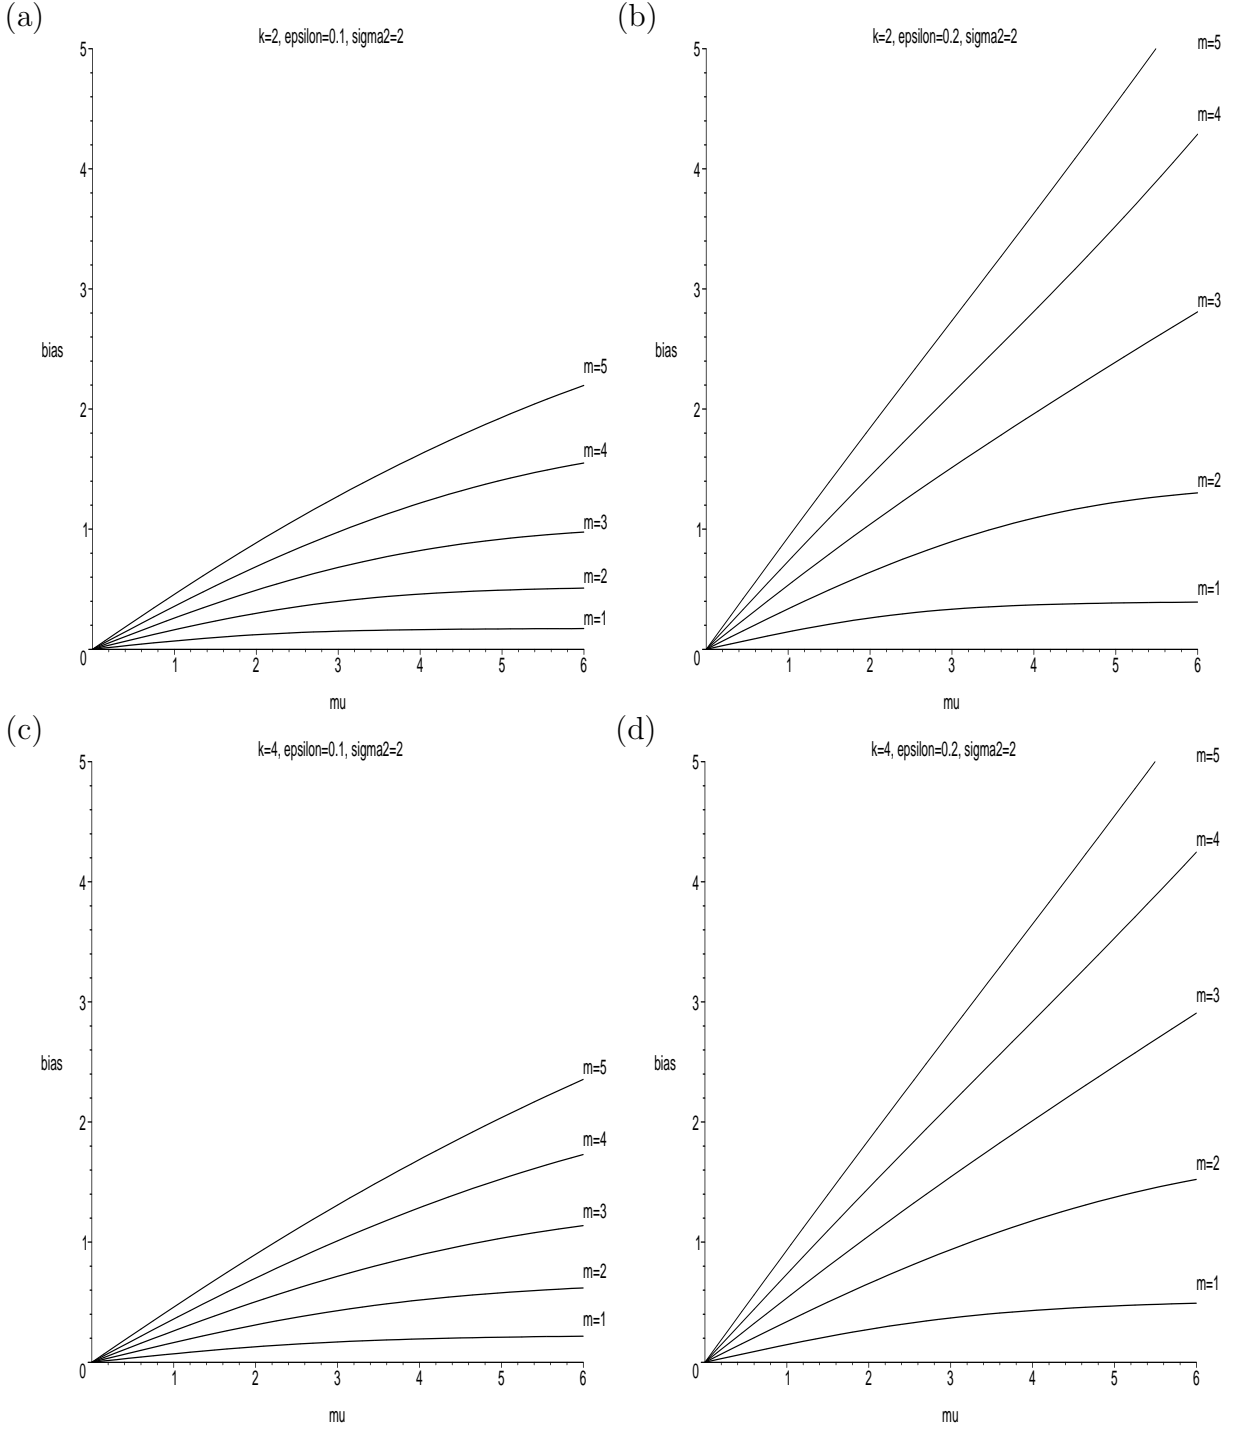 (a)
k=2, epsilon=0.1, sigma2=2
5
4
3
bias
2
1
0
1
2
3
4
5
6
mu
m=5
m=4
m=3
m=2
m=1
(b)
k=2, epsilon=0.2, sigma2=2
5
4
3
bias
2
1
0
1
2
3
4
5
6
mu
m=5
m=4
m=3
m=2
m=1
(c)
k=4, epsilon=0.1, sigma2=2
5
4
3
bias
2
1
0
1
2
3
4
5
6
mu
m=5
m=4
m=3
m=2
m=1
(d)
k=4, epsilon=0.2, sigma2=2
5
4
3
bias
2
1
0
1
2
3
4
5
6
mu
m=5
m=4
m=3
m=2
m=1